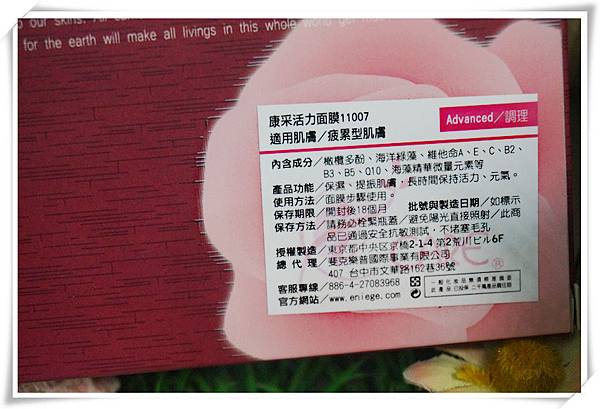 for the earth will make all livings in this whole world get
康采活力面膜11007
Advanced／調理
適用肌膚／疲累型肌膚
內含成分／橄欖多酚、海洋綠藻、維他命A、E、C、B2、
B3、B5、Q10、海藻精華微量元素等
產品功能／保濕、提振肌膚，長時間保持活力、元氣。
使用方法／面膜步驟使用。
保存期限／開封後18個月 批號與製造日期／如標示
保存方法／請務必栓緊瓶蓋／避免陽光直接照射／此商
品已通過安全抗敏測試，不堵塞毛孔
授權製造／東京都中央区京橋2-1-4 第2荒川ビル6F
總代理／斐克樂普國際事業有限公司
407 台中市文華路162巷36號
客服專線／886-4-27083968
官方網站／www.eniege.com
一般化妝品無須備查